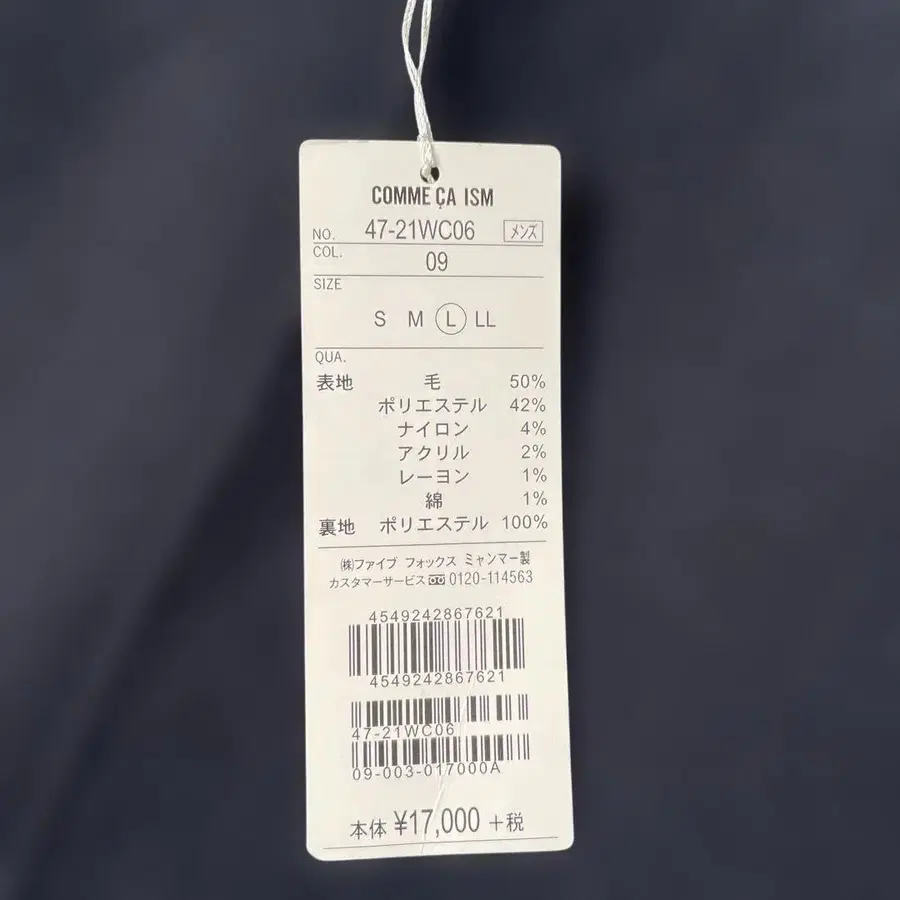 COMME ÇA ISM
NO. 47-21WC06 メンズ
COL. 09
SIZE
S M L LL
QUA.
表地 毛 50%
ポリエステル 42%
ナイロン 4%
アクリル 2%
レーヨン 1%
綿 1%
裏地 ポリエステル 100%
㈱ファイブ フォックス ミャンマー製
カスタマーサービス 0120-114563
4549242867621
4549242867621
47-21WC06
09-003-017000A
本体 ¥17,000 +税